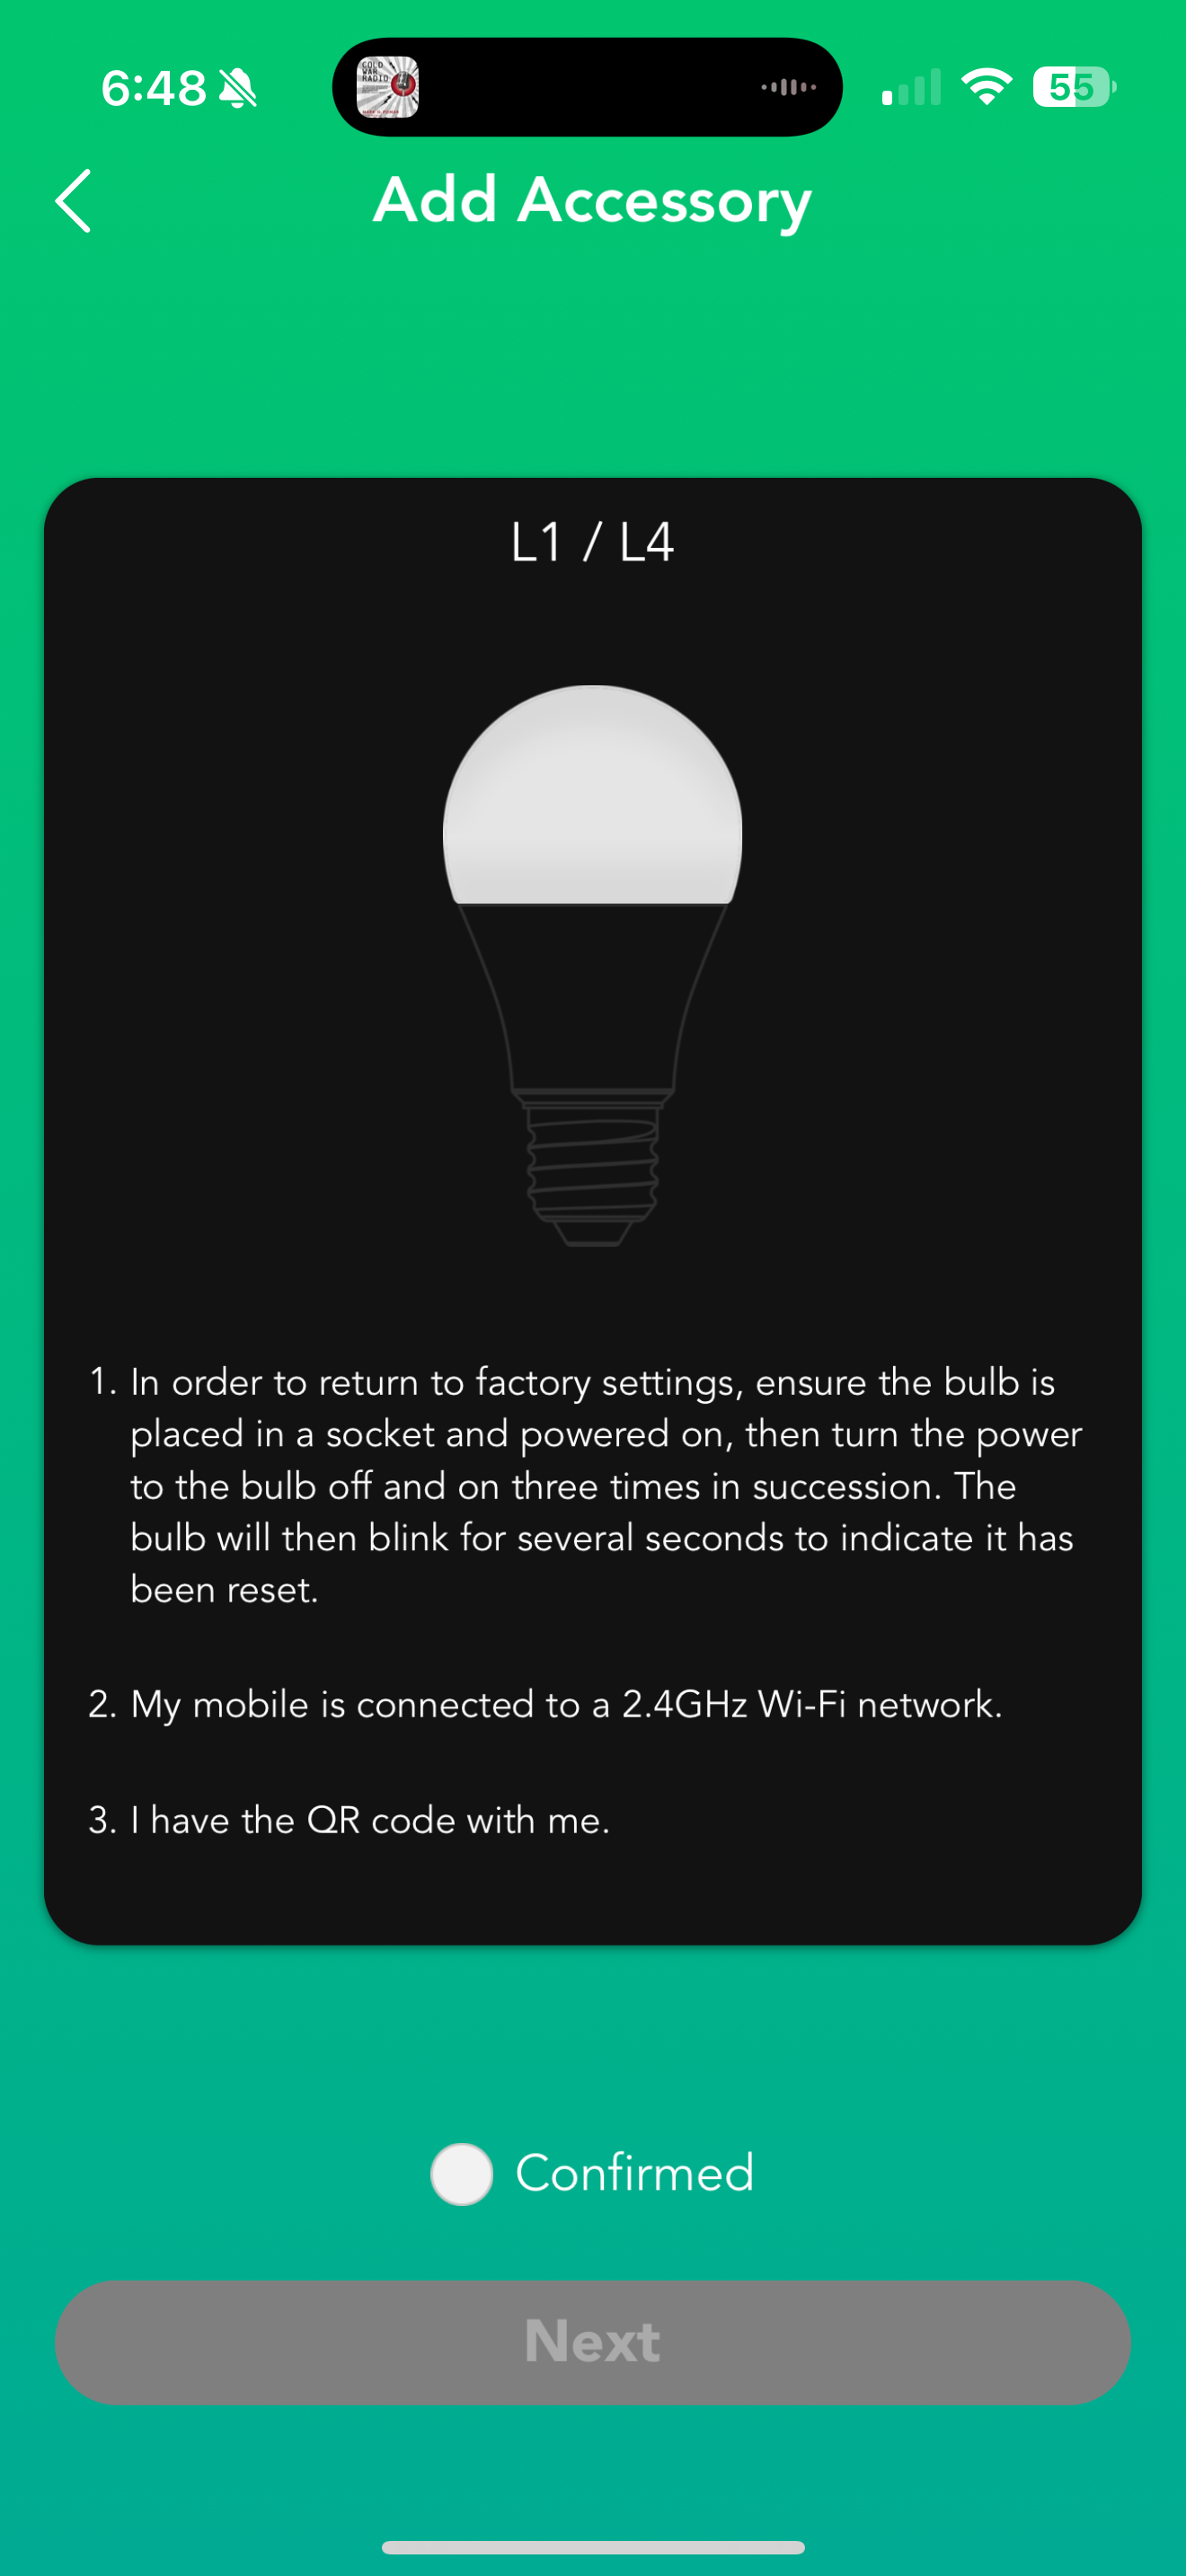 6:48
COLD
WAR
RADIO
55
Add Accessory
L1 / L4
1. In order to return to factory settings, ensure the bulb is
placed in a socket and powered on, then turn the power
to the bulb off and on three times in succession. The
bulb will then blink for several seconds to indicate it has
been reset.
2. My mobile is connected to a 2.4GHz Wi-Fi network.
3. I have the QR code with me.
Confirmed
Next